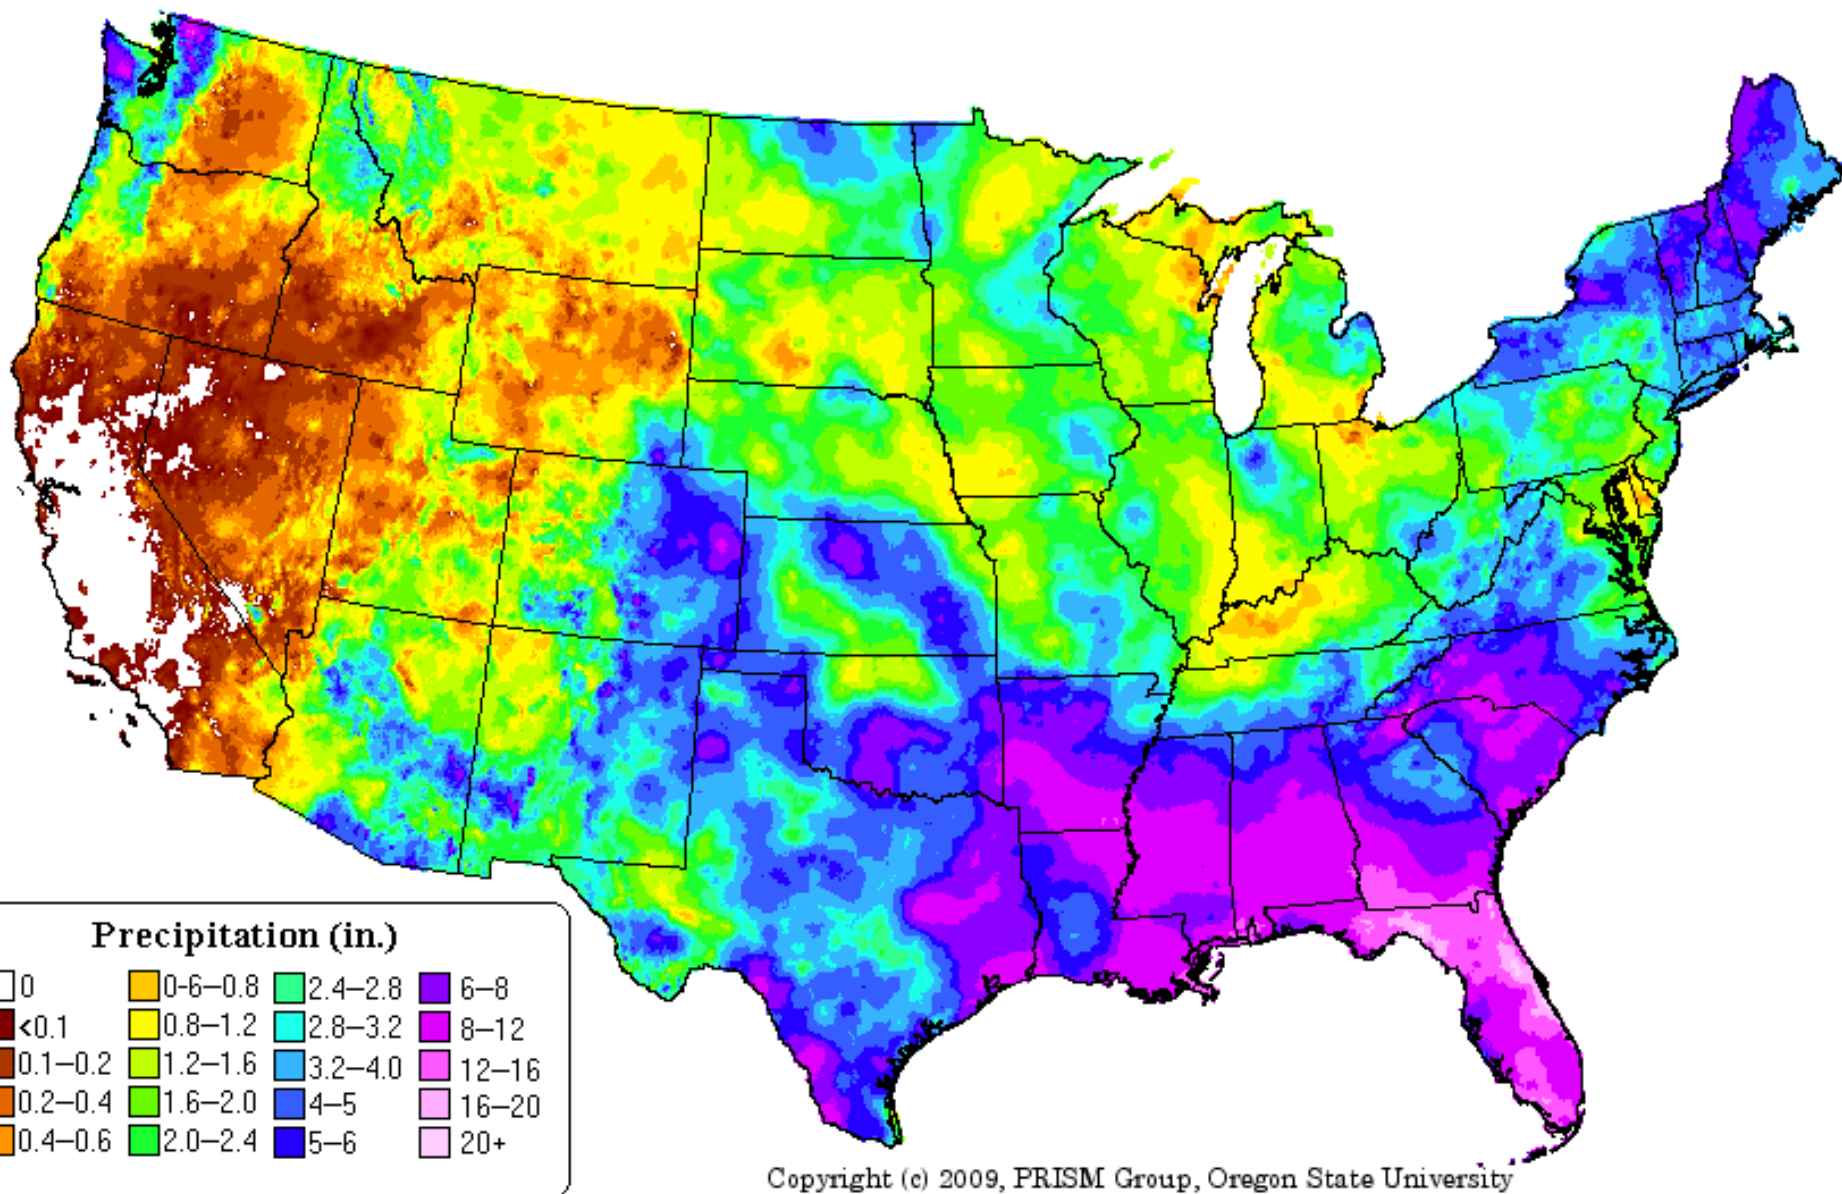 Precipitation (in.)
0 0-6–0.8 2.4–2.8 6–8
<0.1 0.8–1.2 2.8–3.2 8–12
0.1–0.2 1.2–1.6 3.2–4.0 12–16
0.2–0.4 1.6–2.0 4–5 16–20
0.4–0.6 2.0–2.4 5–6 20+
Copyright (c) 2009, PRISM Group, Oregon State University